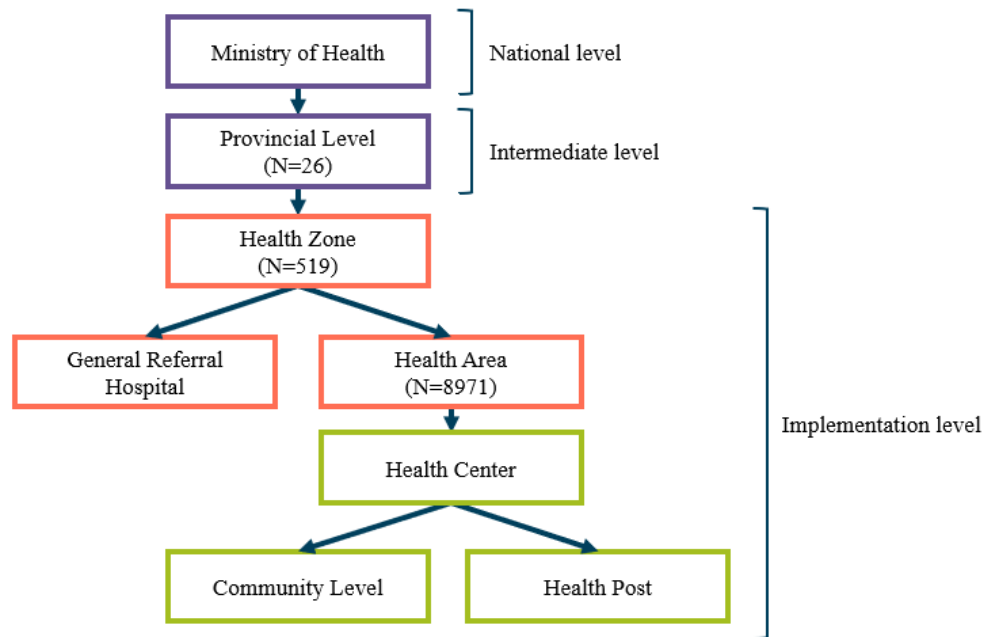 Ministry of Health
National level
Provincial Level
(N=26)
Intermediate level
Health Zone
(N=519)
General Referral
Hospital
Health Area
(N=8971)
Implementation level
Health Center
Community Level
Health Post